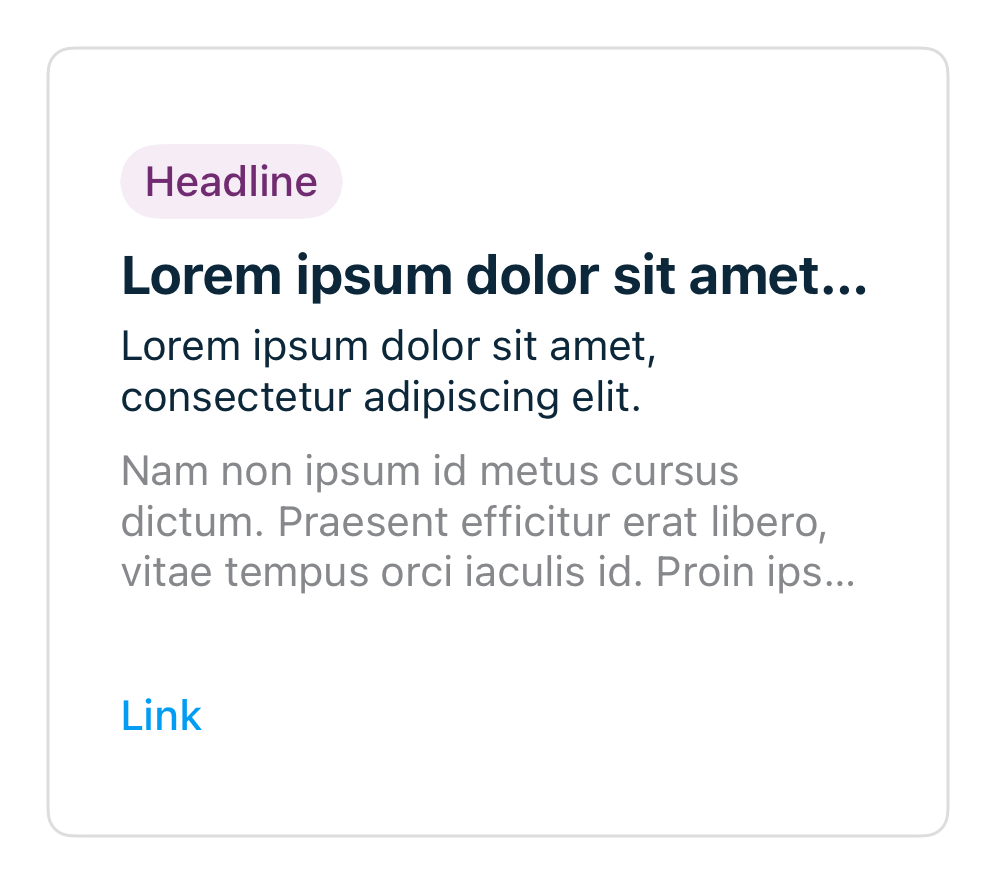 Headline
Lorem ipsum dolor sit amet...
Lorem ipsum dolor sit amet,
consectetur adipiscing elit.
Nam non ipsum id metus cursus
dictum. Praesent efficitur erat libero,
vitae tempus orci iaculis id. Proin ips...
Link